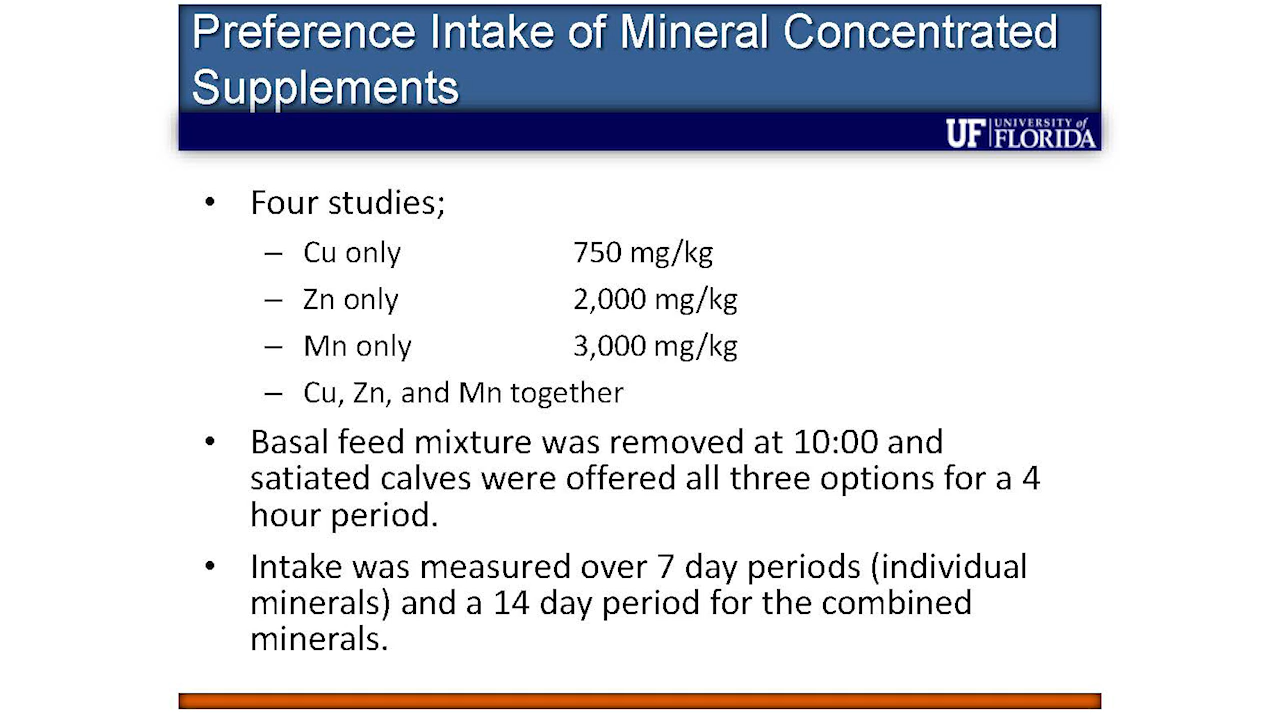 Preference Intake of Mineral Concentrated
Supplements
UF UNIVERSITY of
FLORIDA
• Four studies;
– Cu only 750 mg/kg
– Zn only 2,000 mg/kg
– Mn only 3,000 mg/kg
– Cu, Zn, and Mn together
• Basal feed mixture was removed at 10:00 and
satiated calves were offered all three options for a 4
hour period.
• Intake was measured over 7 day periods (individual
minerals) and a 14 day period for the combined
minerals.